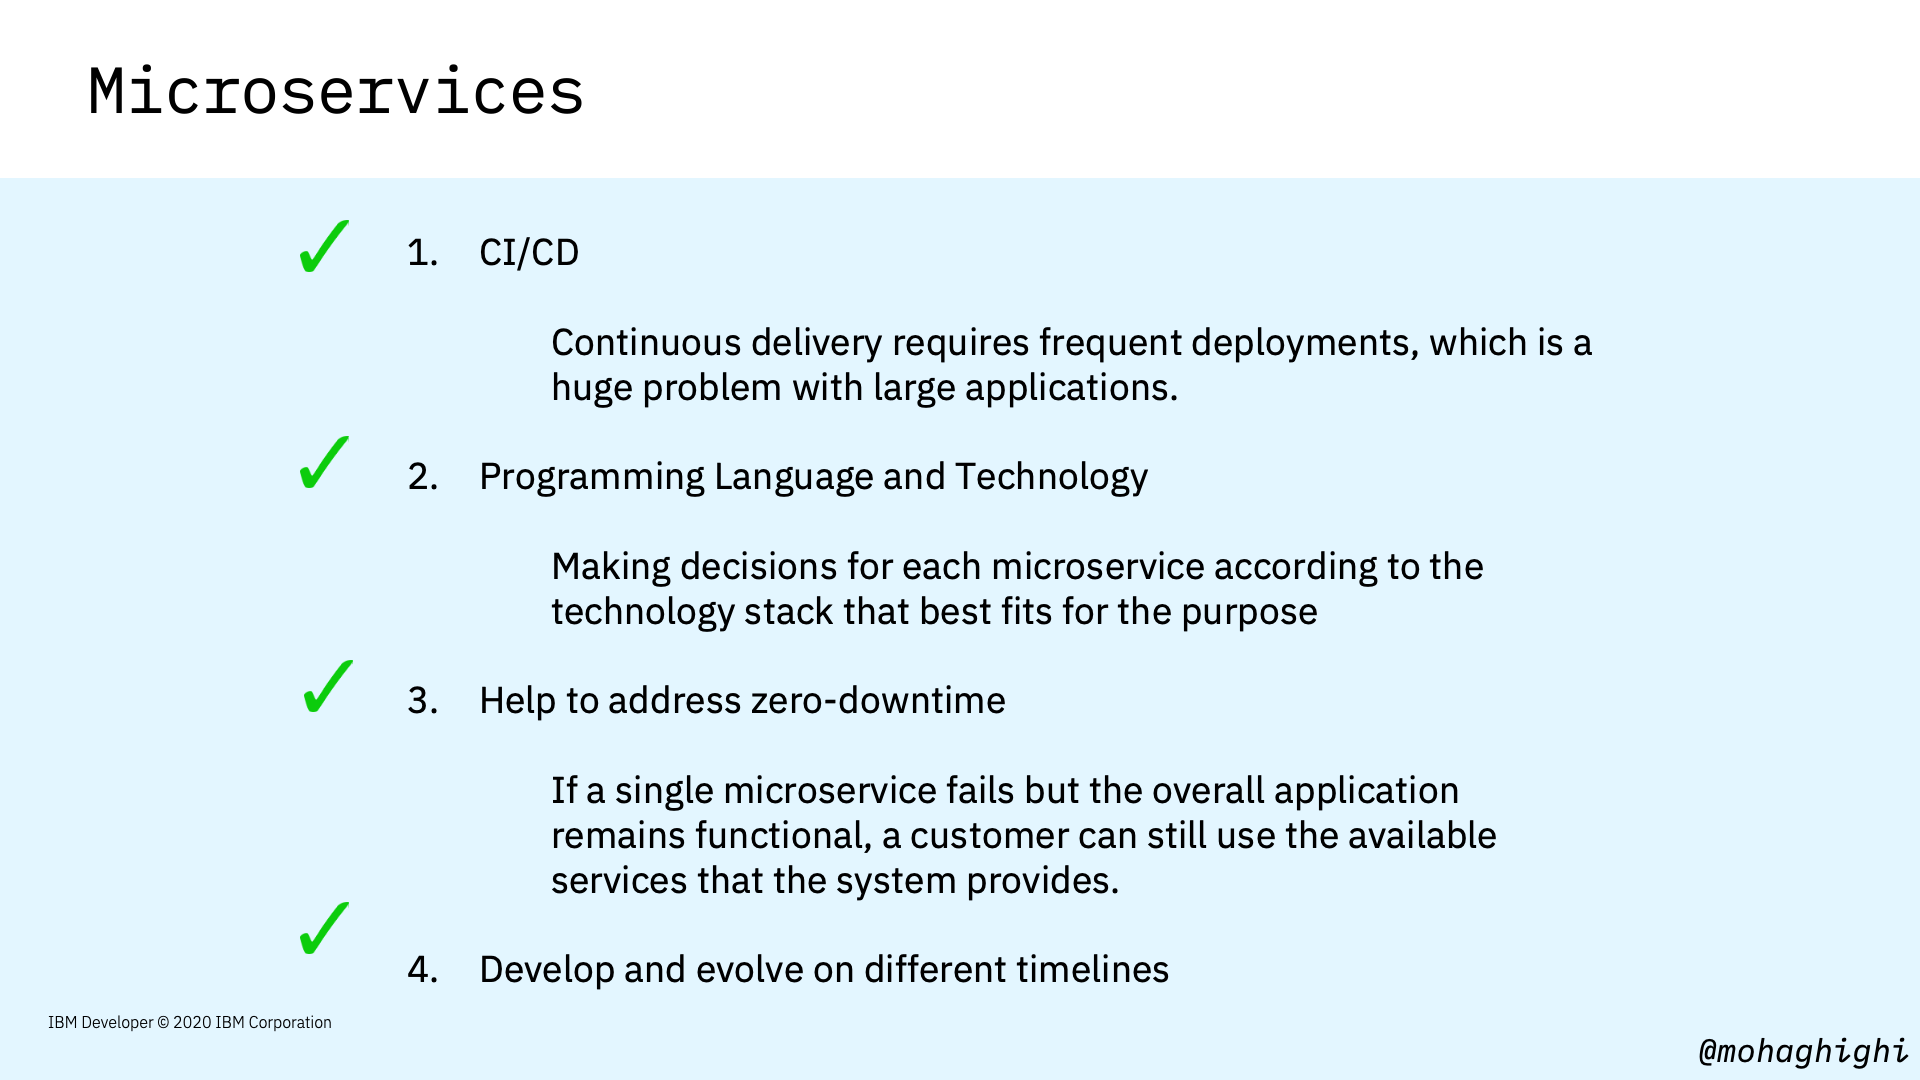 Microservices
✓ 1. CI/CD
Continuous delivery requires frequent deployments, which is a
huge problem with large applications.
✓ 2. Programming Language and Technology
Making decisions for each microservice according to the
technology stack that best fits for the purpose
✓ 3. Help to address zero-downtime
If a single microservice fails but the overall application
remains functional, a customer can still use the available
services that the system provides.
✓ 4. Develop and evolve on different timelines
IBM Developer © 2020 IBM Corporation
@mohaghighi